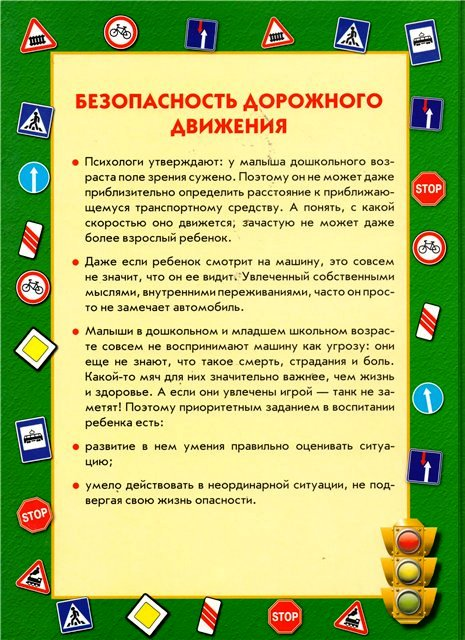 БЕЗОПАСНОСТЬ ДОРОЖНОГО
ДВИЖЕНИЯ
• Психологи утверждают: у малыша дошкольного воз-
раста поле зрения сужено. Поэтому он не может даже
приблизительно определить расстояние к приближаю-
щемуся транспортному средству. А понять, с какой
скоростью оно движется, зачастую не может даже
более взрослый ребенок.
• Даже если ребенок смотрит на машину, это совсем
не значит, что он ее видит. Увлеченный собственными
мыслями, внутренними переживаниями, часто он прос-
то не замечает автомобиль.
• Малыши в дошкольном и младшем школьном возрас-
те совсем не воспринимают машину как угрозу: они
еще не знают, что такое смерть, страдания и боль.
Какой-то мяч для них значительно важнее, чем жизнь
и здоровье. А если они увлечены игрой — танк не за-
метят! Поэтому приоритетным заданием в воспитании
ребенка есть:
• развитие в нем умения правильно оценивать ситуа-
цию;
• умело действовать в неординарной ситуации, не под-
вергая свою жизнь опасности.
STOP
STOP
STOP